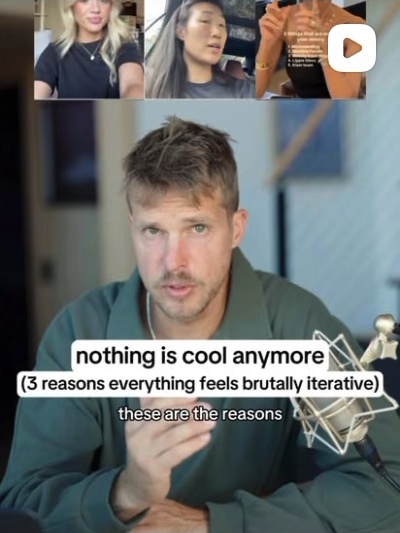 nothing is cool anymore
(3 reasons everything feels brutally iterative)
these are the reasons